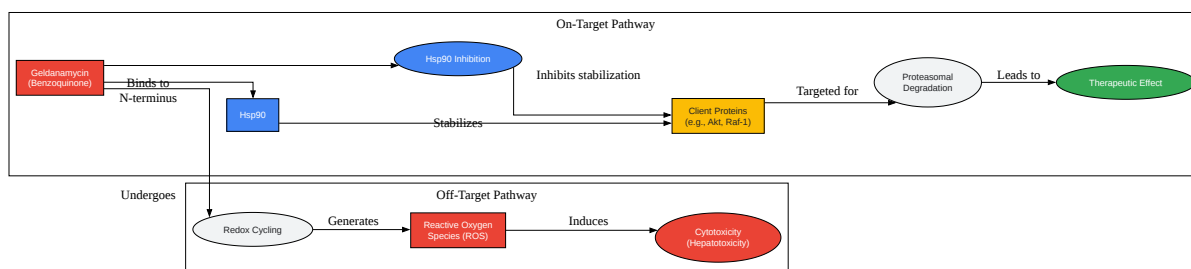 On-Target Pathway
Geldanamycin
(Benzoquinone)
Binds to
N-terminus
Hsp90 Inhibition
Inhibits stabilization
Hsp90
Stabilizes
Client Proteins
(e.g., Akt, Raf-1)
Targeted for
Proteasomal
Degradation
Leads to
Therapeutic Effect
Undergoes
Off-Target Pathway
Redox Cycling
Generates
Reactive Oxygen
Species (ROS)
Induces
Cytotoxicity
(Hepatotoxicity)